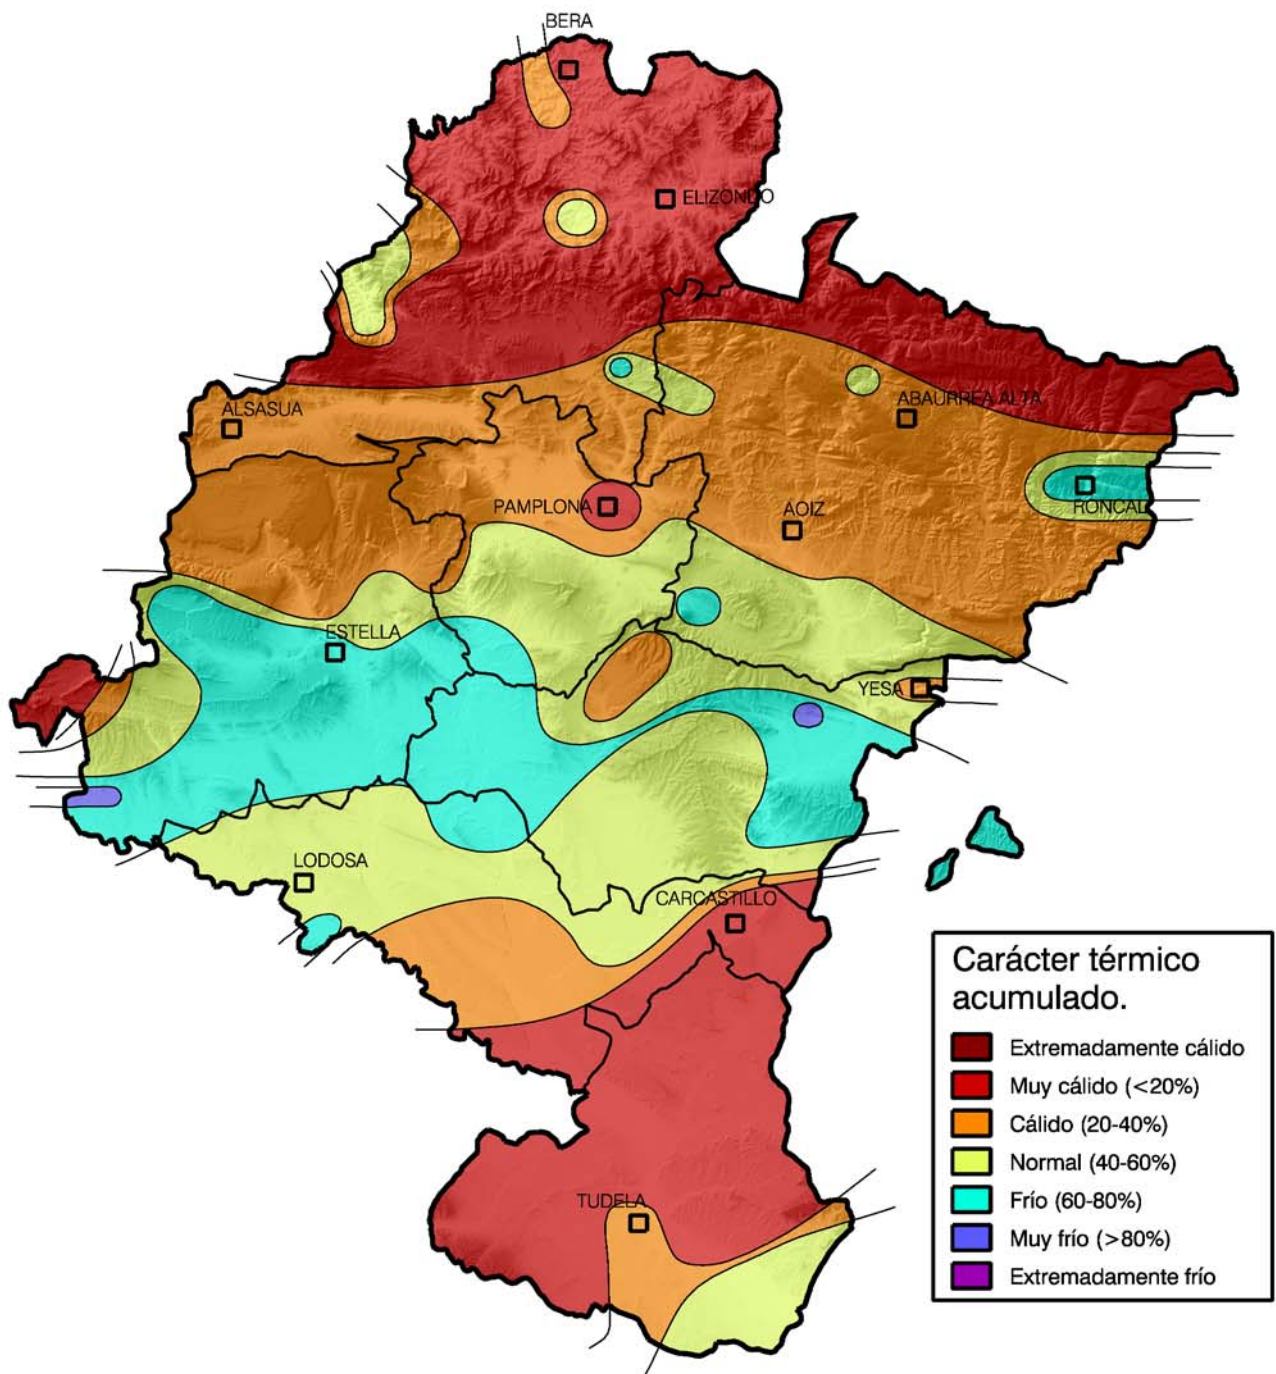 BERA
ELIZONDO
ALSASUA
ABAURREA ALTA
PAMPLONA
AOIZ
RONCAL
ESTELLA
YESA
LODOSA
CARCASTILLO
TUDELA
Carácter térmico
acumulado.
Extremadamente cálido
Muy cálido (<20%)
Cálido (20-40%)
Normal (40-60%)
Frío (60-80%)
Muy frío (>80%)
Extremadamente frío